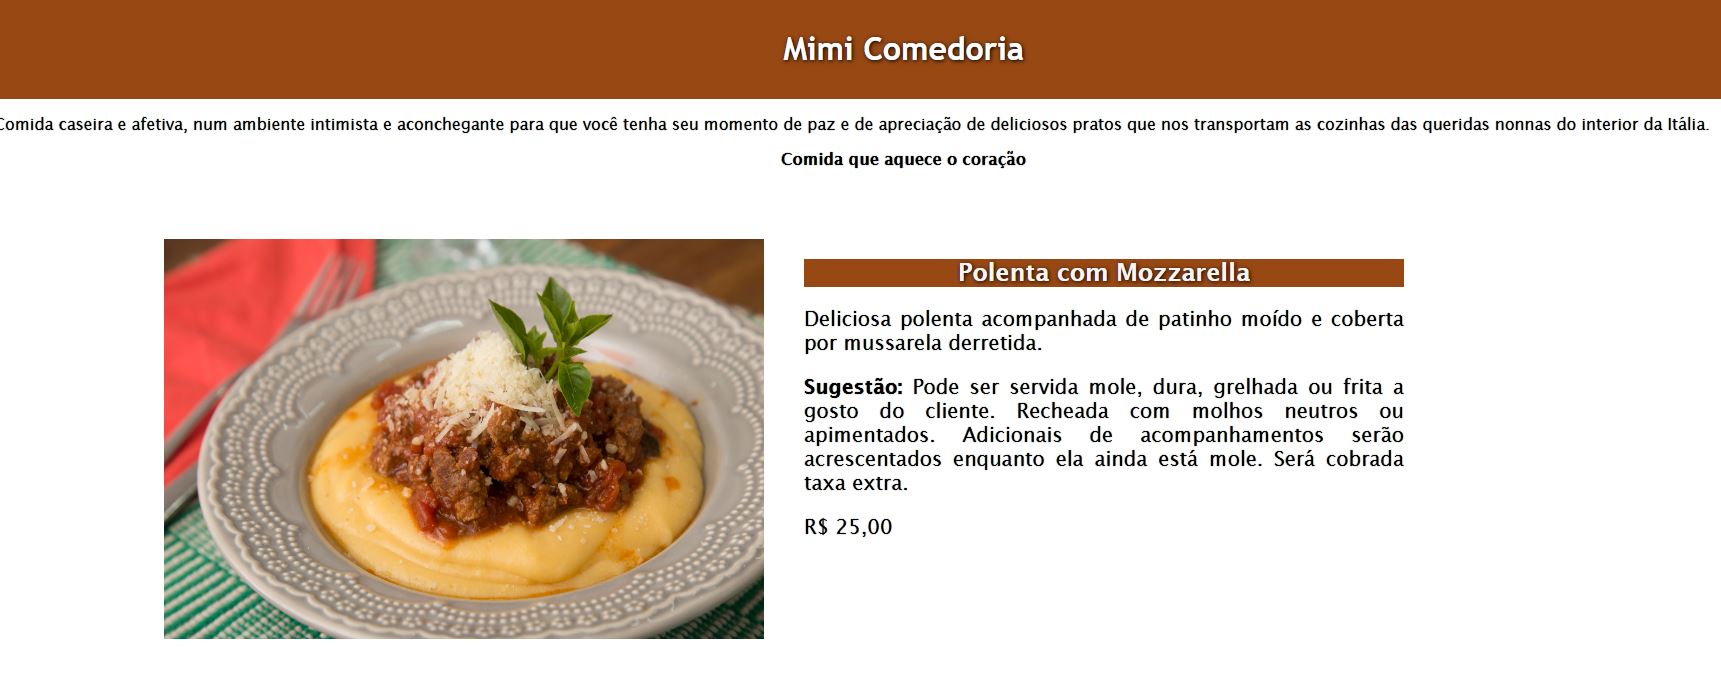 Mimi Comedoria
Comida caseira e afetiva, num ambiente intimista e aconchegante para que você tenha seu momento de paz e de apreciação de deliciosos pratos que nos transportam as cozinhas das queridas nonnas do interior da Itália.
Comida que aquece o coração
Polenta com Mozzarella
Deliciosa polenta acompanhada de patinho moído e coberta
por mussarela derretida.
Sugestão: Pode ser servida mole, dura, grelhada ou frita a
gosto do cliente. Recheada com molhos neutros ou
apimentados. Adicionais de acompanhamentos serão
acrescentados enquanto ela ainda está mole. Será cobrada
taxa extra.
R$ 25,00